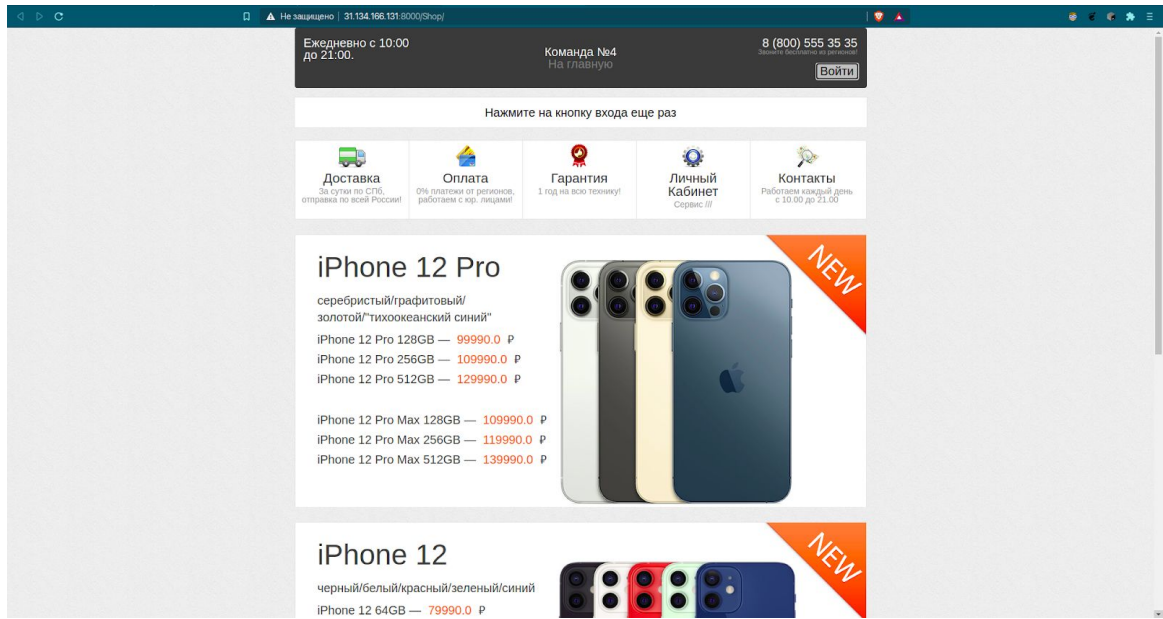 Не защищено | 31.134.166.131:8000/Shop/
Ежедневно с 10:00
до 21:00.
Команда №4
На главную
8 (800) 555 35 35
Звоните бесплатно из регионов!
Войти
Нажмите на кнопку входа еще раз
Доставка
За сутки по СПб,
отправка по всей России!
Оплата
0% платежи от регионов,
работаем с юр. лицами!
Гарантия
1 год на всю технику!
Личный
Кабинет
Сервис ///
Контакты
Работаем каждый день
с 10.00 до 21.00
NEW
iPhone 12 Pro
серебристый/графитовый/
золотой/"тихоокеанский синий"
iPhone 12 Pro 128GB — 99990.0 ₽
iPhone 12 Pro 256GB — 109990.0 ₽
iPhone 12 Pro 512GB — 129990.0 ₽
iPhone 12 Pro Max 128GB — 109990.0 ₽
iPhone 12 Pro Max 256GB — 119990.0 ₽
iPhone 12 Pro Max 512GB — 139990.0 ₽
NEW
iPhone 12
черный/белый/красный/зеленый/синий
iPhone 12 64GB — 79990.0 ₽